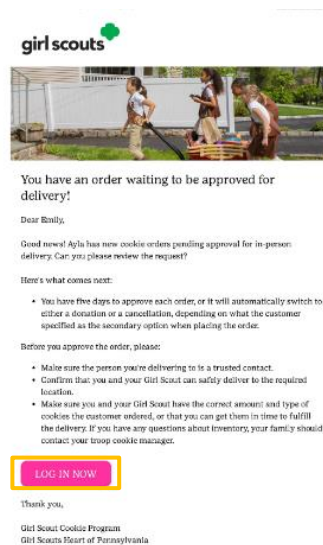 girl scouts
You have an order waiting to be approved for
delivery!
Dear Emily,
Good news! Ayla has new cookie orders pending approval for in-person
delivery. Can you please review the request?
Here's what comes next:
• You have five days to approve each order, or it will automatically switch to
either a donation or a cancellation, depending on what the customer
specified as the secondary option when placing the order.
Before you approve the order, please:
• Make sure the person you're delivering to is a trusted contact.
• Confirm that you and your Girl Scout can safely deliver to the required
location.
• Make sure you and your Girl Scout have the correct amount and type of
cookies the customer ordered, or that you can get them in time to fulfill
the delivery. If you have any questions about inventory, your family should
contact your troop cookie manager.
LOG IN NOW
Thank you,
Girl Scout Cookie Program
Girl Scouts Heart of Pennsylvania